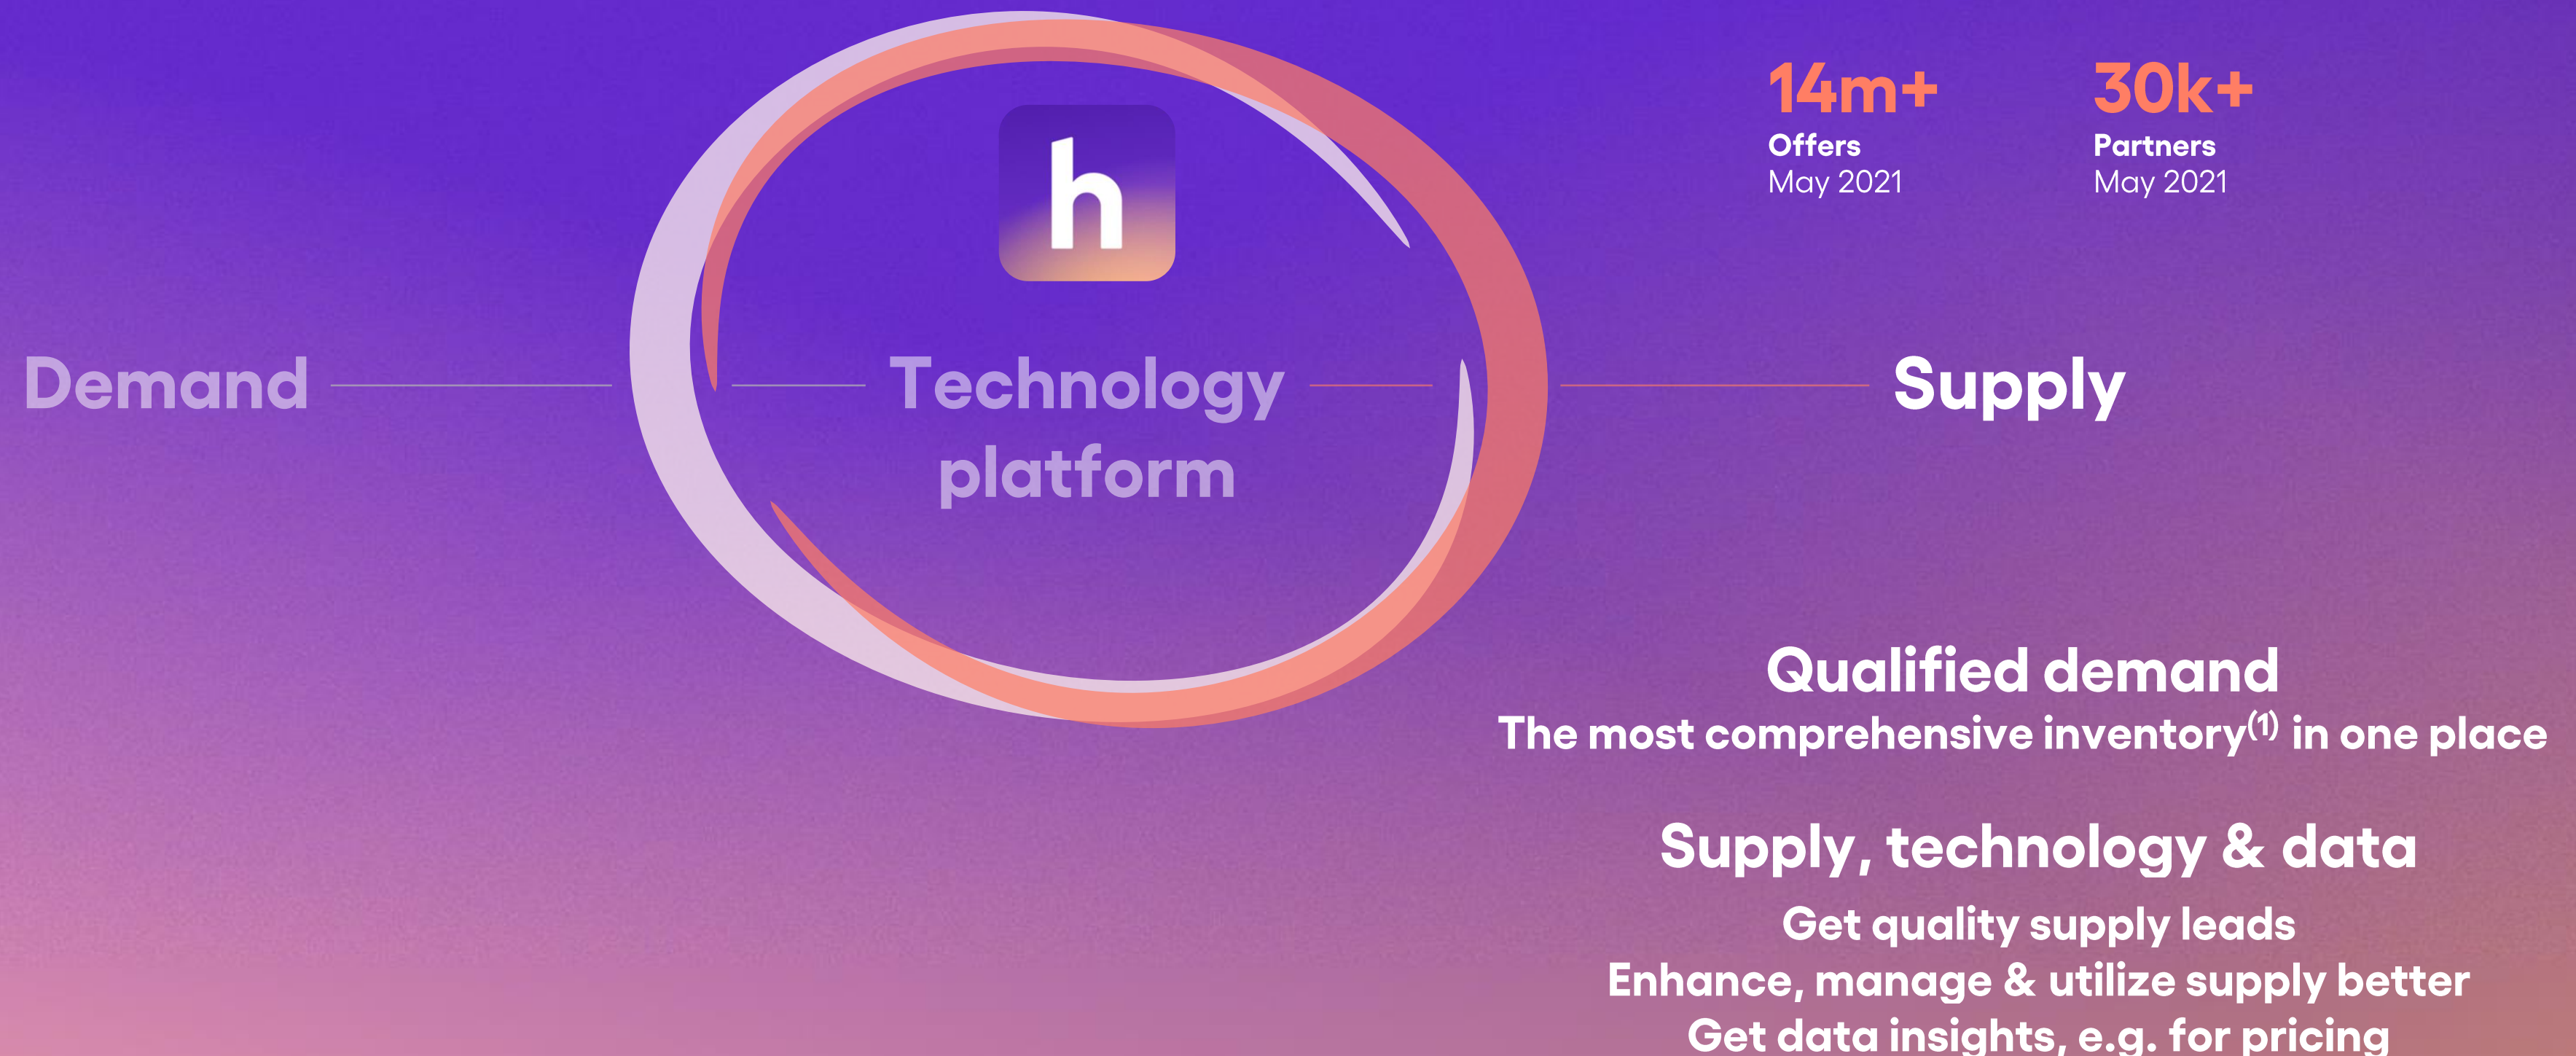 14m+
Offers
May 2021
30k+
Partners
May 2021
h
Demand
Technology
platform
Supply
Qualified demand
The most comprehensive inventory(1) in one place
Supply, technology & data
Get quality supply leads
Enhance, manage & utilize supply better
Get data insights, e.g. for pricing